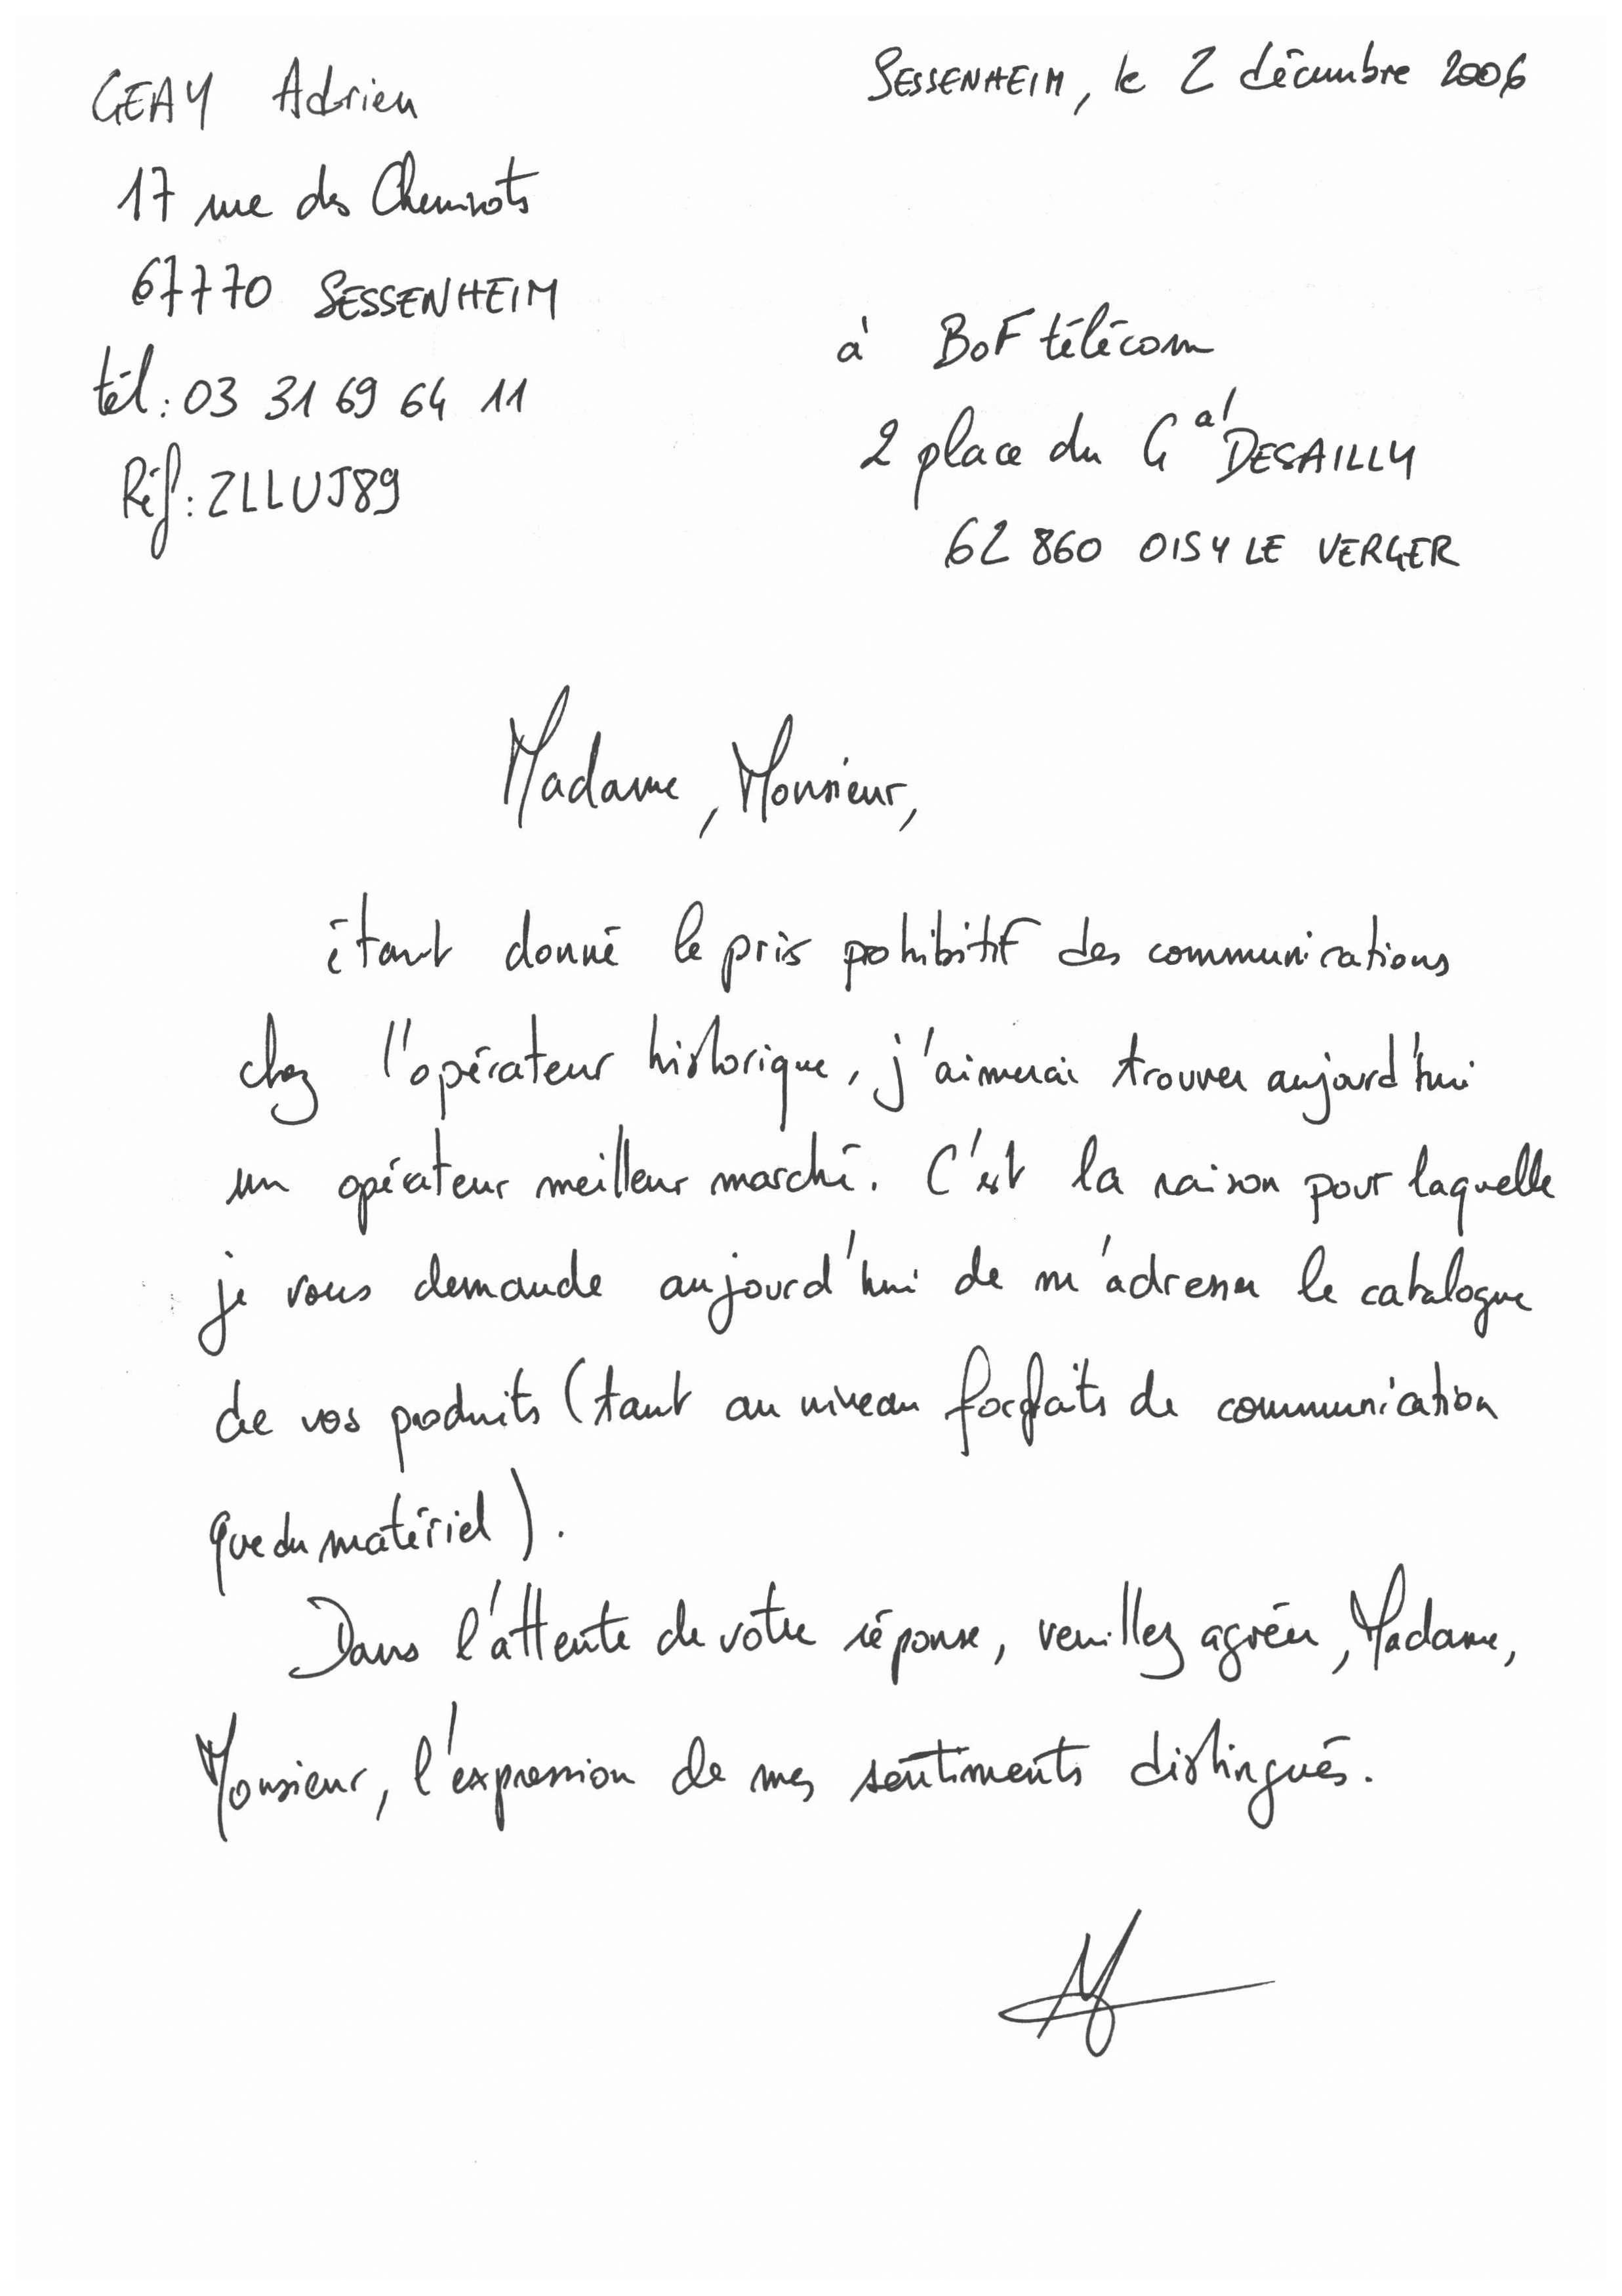 GEAY Adrien
SESSENHEIM, le 2 décembre 2006
17 rue des Cheminots
67770 SESSENHEIM
tél : 03 31 69 64 11
Réf : ZLLUJ89
à BoF télécom
2 place du Gal DESAILLY
62 860 OISY LE VERGER
Madame, Monsieur,
étant donné le pris prohibitif des communications
chez l'opérateur historique, j'aimerai trouver aujourd'hui
un opérateur meilleur marché. C'est la raison pour laquelle
je vous demande aujourd'hui de m'adresser le catalogue
de vos produits (tant au niveau forfaits de communication
que du matériel).
Dans l'attente de votre réponse, veuillez agréer, Madame,
Monsieur, l'expression de mes sentiments distingués.